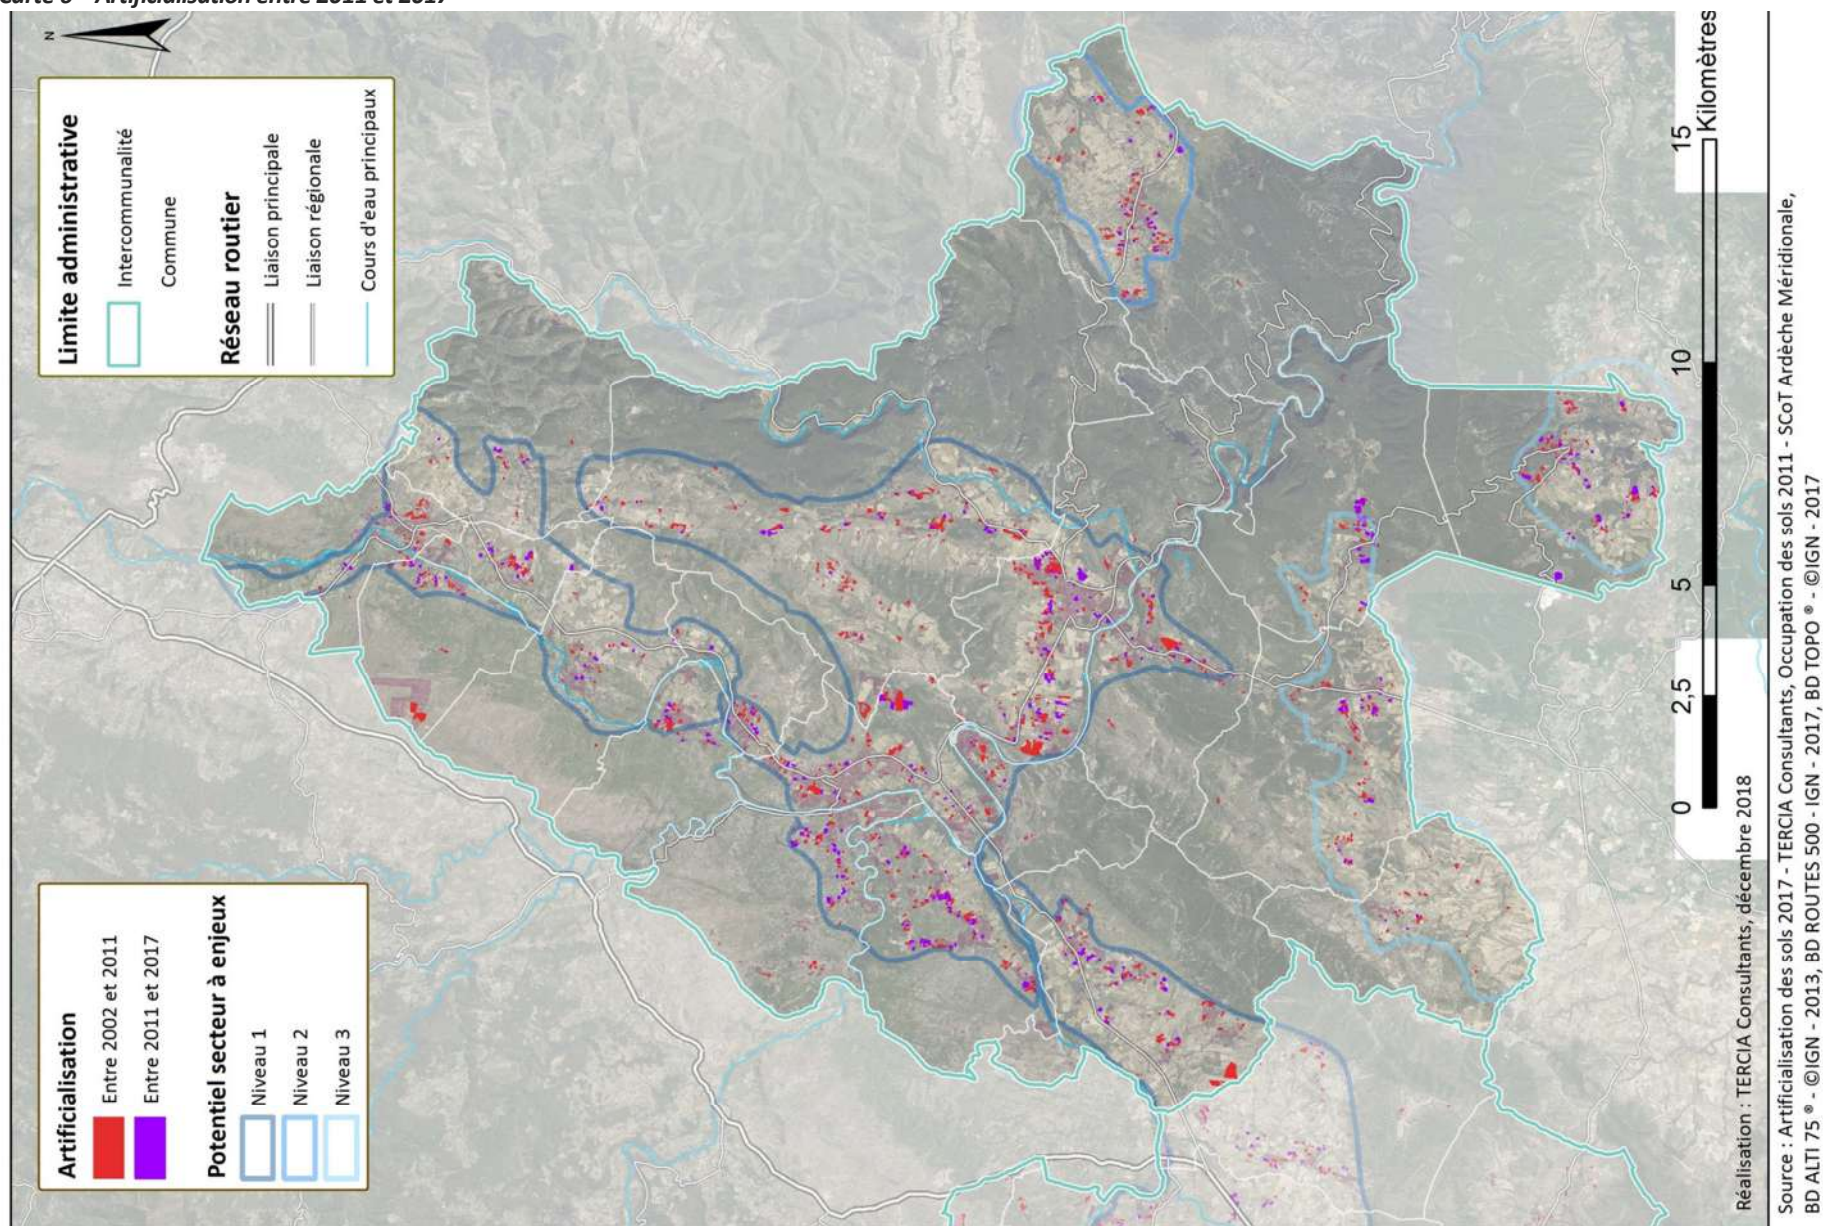 Carte 6 – Artificialisation entre 2011 et 2017
N
Limite administrative
Intercommunalité
Commune
Réseau routier
Liaison principale
Liaison régionale
Cours d'eau principaux
Artificialisation
Entre 2002 et 2011
Entre 2011 et 2017
Potentiel secteur à enjeux
Niveau 1
Niveau 2
Niveau 3
0 2,5 5 10 15
Kilomètres
Réalisation : TERCIA Consultants, décembre 2018
Source : Artificialisation des sols 2017 - TERCIA Consultants, Occupation des sols 2011 - SCoT Ardèche Méridionale,
BD ALTI 75 ® - ©IGN - 2013, BD ROUTES 500 - IGN - 2017, BD TOPO ® - ©IGN - 2017